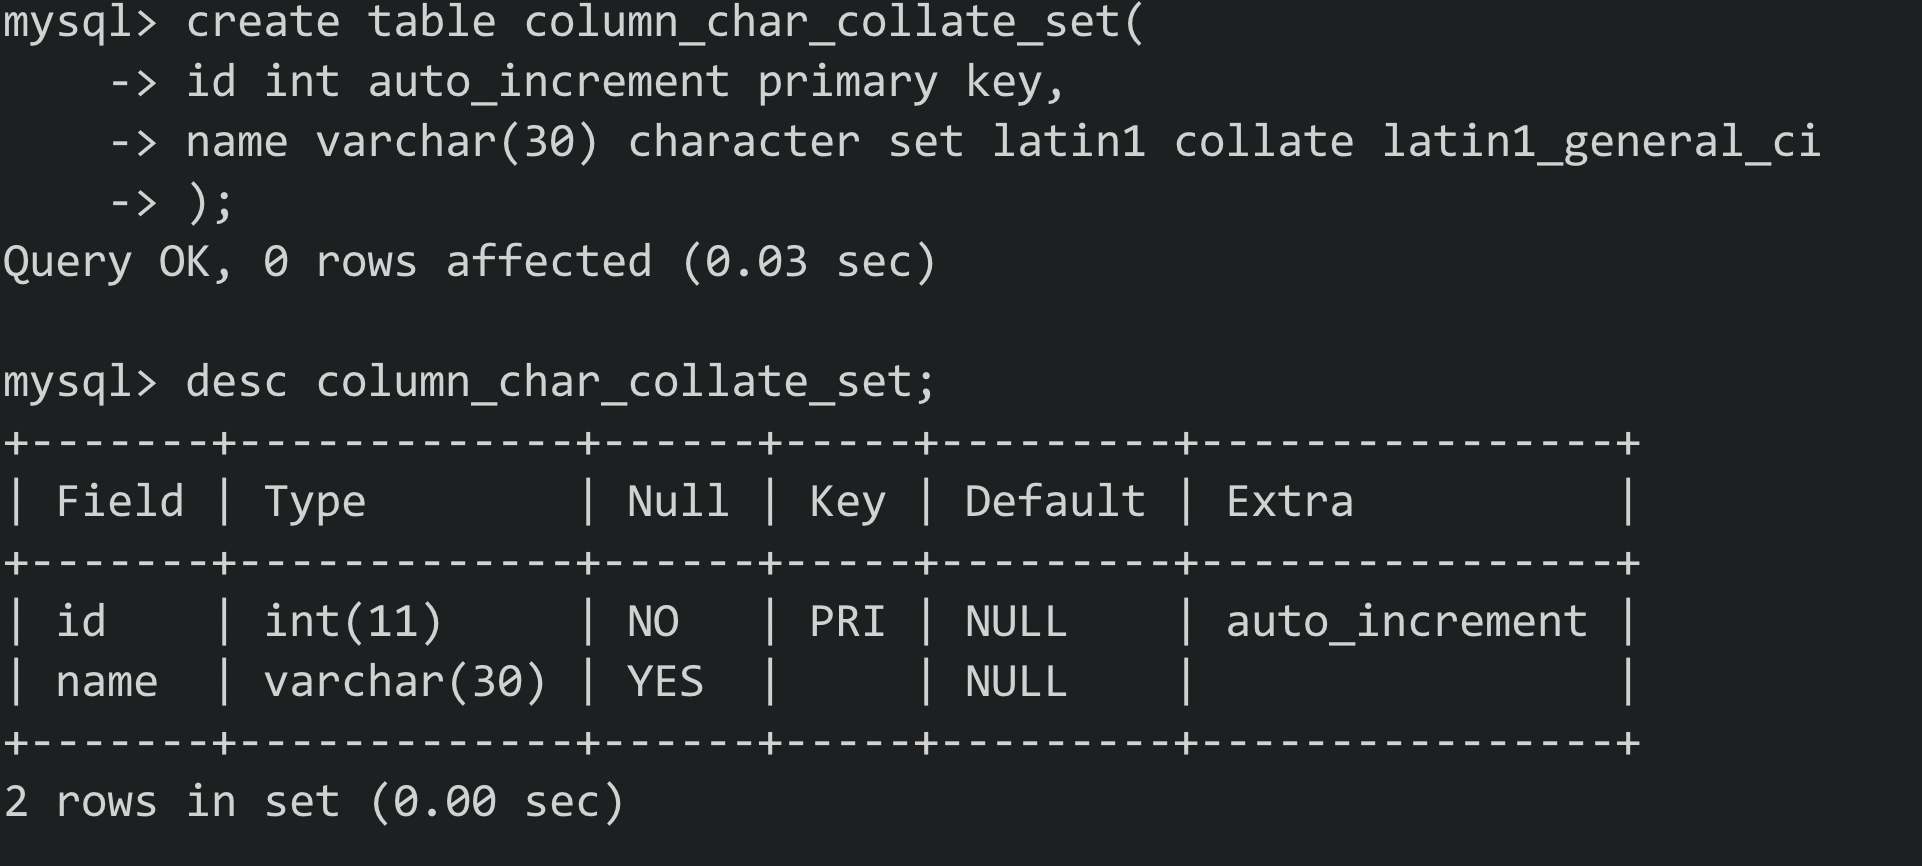 mysql> create table column_char_collate_set(
    -> id int auto_increment primary key,
    -> name varchar(30) character set latin1 collate latin1_general_ci
    -> );
Query OK, 0 rows affected (0.03 sec)

mysql> desc column_char_collate_set;
+-------+-------------+------+-----+---------+----------------+
| Field | Type        | Null | Key | Default | Extra          |
+-------+-------------+------+-----+---------+----------------+
| id    | int(11)     | NO   | PRI | NULL    | auto_increment |
| name  | varchar(30) | YES  |     | NULL    |                |
+-------+-------------+------+-----+---------+----------------+
2 rows in set (0.00 sec)